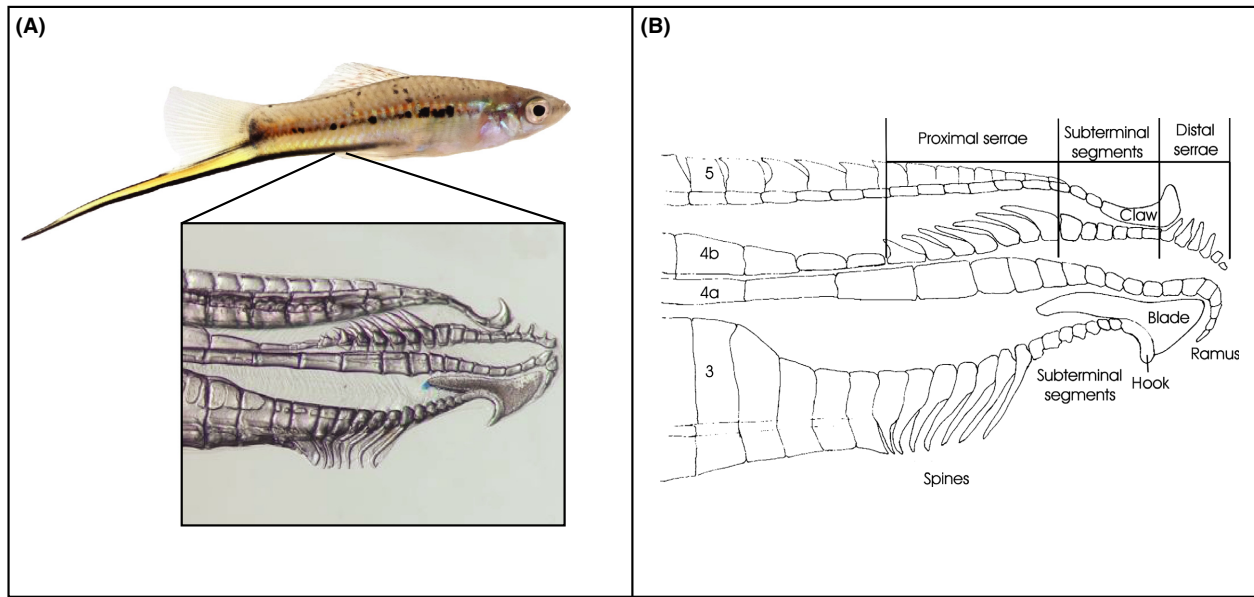 (A)
(B)
Proximal serrae
Subterminal
segments
Distal
serrae
5
Claw
4b
4a
Blade
Ramus
3
Hook
Subterminal
segments
Spines